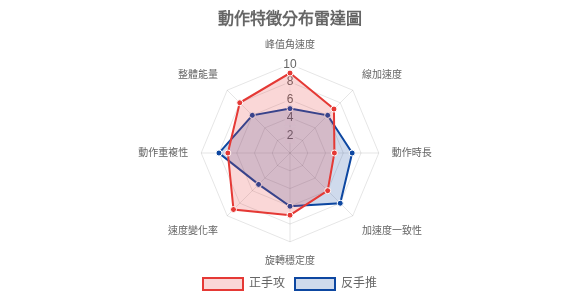 動作特徵分布雷達圖
峰值角速度
整體能量
線加速度
10
8
6
4
2
動作重複性
動作時長
速度變化率
加速度一致性
旋轉穩定度
正手攻
反手推